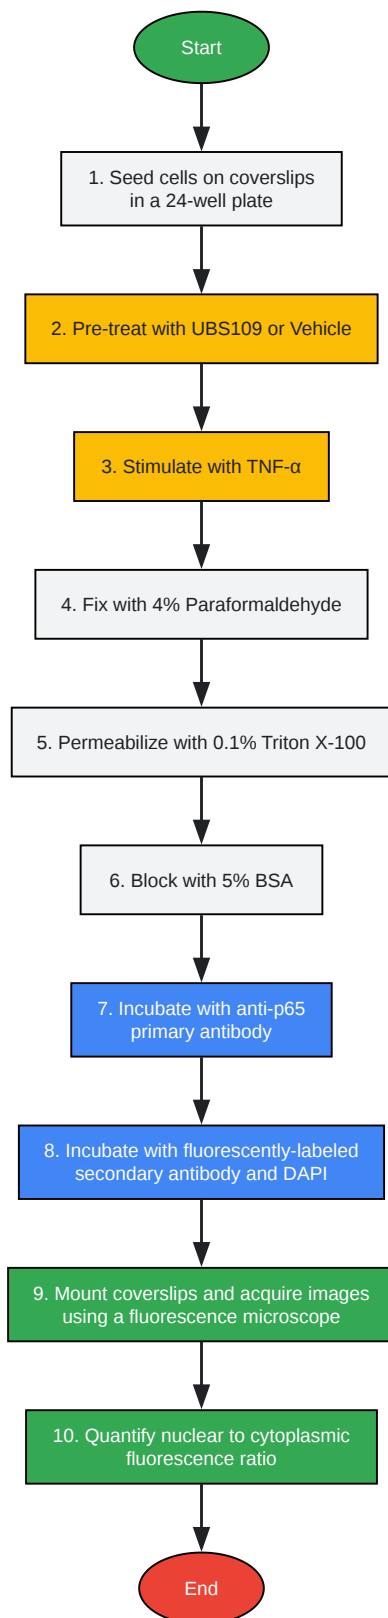 Start
1. Seed cells on coverslips
in a 24-well plate
2. Pre-treat with UBS109 or Vehicle
3. Stimulate with TNF-α
4. Fix with 4% Paraformaldehyde
5. Permeabilize with 0.1% Triton X-100
6. Block with 5% BSA
7. Incubate with anti-p65
primary antibody
8. Incubate with fluorescently-labeled
secondary antibody and DAPI
9. Mount coverslips and acquire images
using a fluorescence microscope
10. Quantify nuclear to cytoplasmic
fluorescence ratio
End